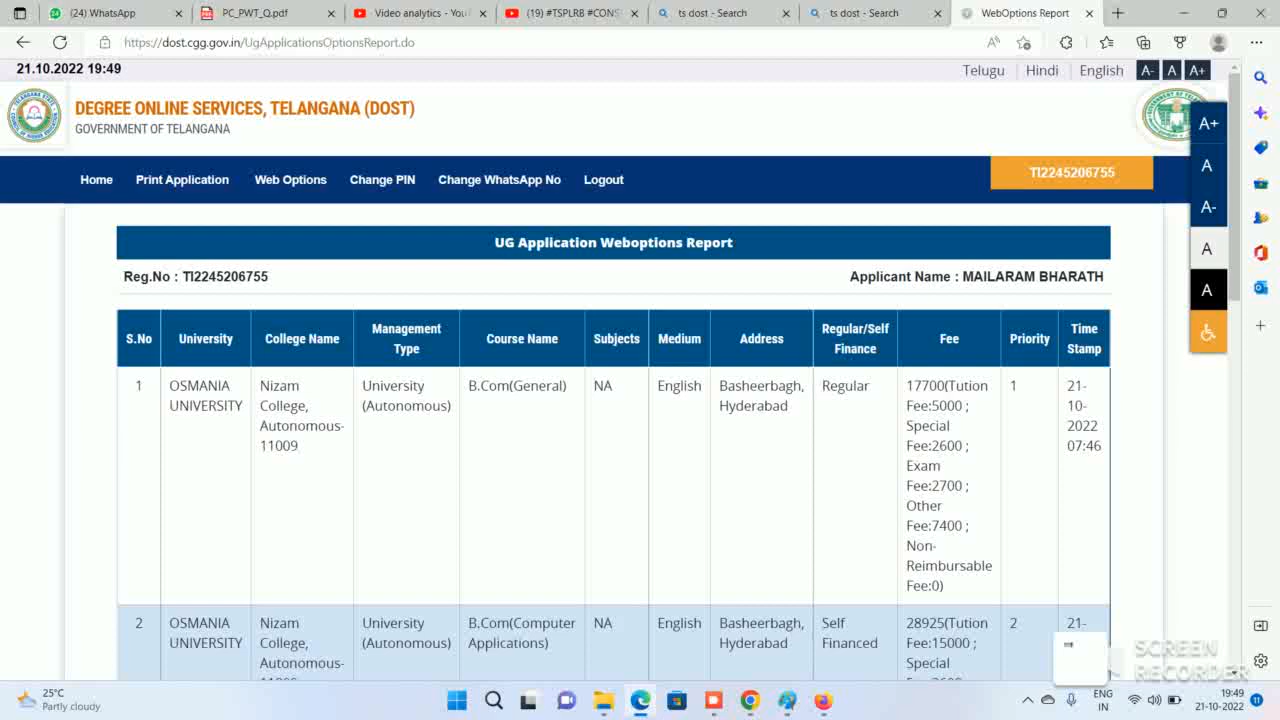 (24) WhatsApp
PC_PWT_Q.pdf
Video analytics - You
(19) #TSPLRB #CONS
ts dost - Search
ts dost - Search
WebOptions Report
https://dost.cgg.gov.in/UgApplicationsOptionsReport.do
21.10.2022 19:49
Telugu Hindi English A- A A+
DEGREE ONLINE SERVICES, TELANGANA (DOST)
GOVERNMENT OF TELANGANA
A+
A
A-
A
A
Home Print Application Web Options Change PIN Change WhatsApp No Logout
TI2245206755
UG Application Weboptions Report
Reg.No : TI2245206755
Applicant Name : MAILARAM BHARATH
S.No University College Name Management Type Course Name Subjects Medium Address Regular/Self Finance Fee Priority Time Stamp
1
OSMANIA
UNIVERSITY
Nizam
College,
Autonomous-
11009
University
(Autonomous)
B.Com(General)
NA
English
Basheerbagh,
Hyderabad
Regular
17700(Tution
Fee:5000 ;
Special
Fee:2600 ;
Exam
Fee:2700 ;
Other
Fee:7400 ;
Non-
Reimbursable
Fee:0)
1
21-
10-
2022
07:46
2
OSMANIA
UNIVERSITY
Nizam
College,
Autonomous-
University
(Autonomous)
B.Com(Computer
Applications)
NA
English
Basheerbagh,
Hyderabad
Self
Financed
28925(Tution
Fee:15000 ;
Special
2
21-
SCREEN
RECORDER
25°C
Partly cloudy
ENG
IN
19:49
21-10-2022
11